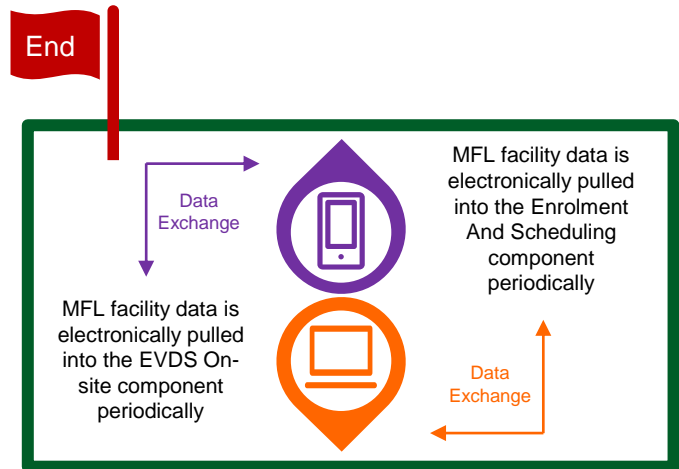 End
Data
Exchange
MFL facility data is
electronically pulled
into the EVDS On-
site component
periodically
MFL facility data is
electronically pulled
into the Enrolment
And Scheduling
component
periodically
Data
Exchange